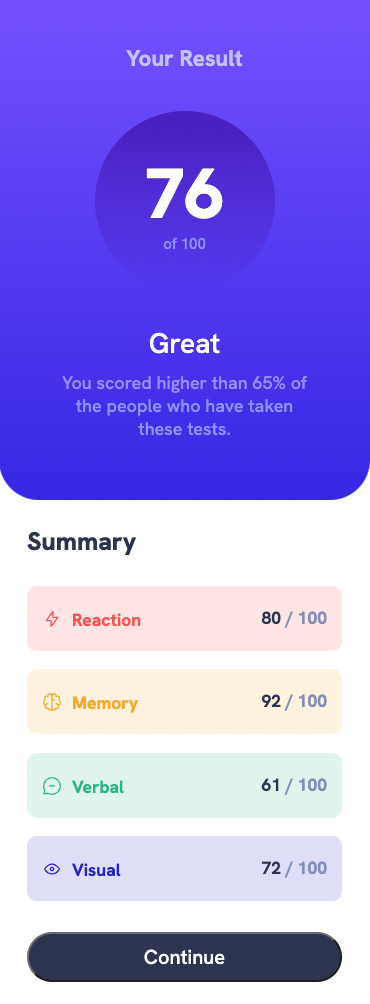 Your Result
76
of 100
Great
You scored higher than 65% of
the people who have taken
these tests.
Summary
Reaction 80 / 100
Memory 92 / 100
Verbal 61 / 100
Visual 72 / 100
Continue